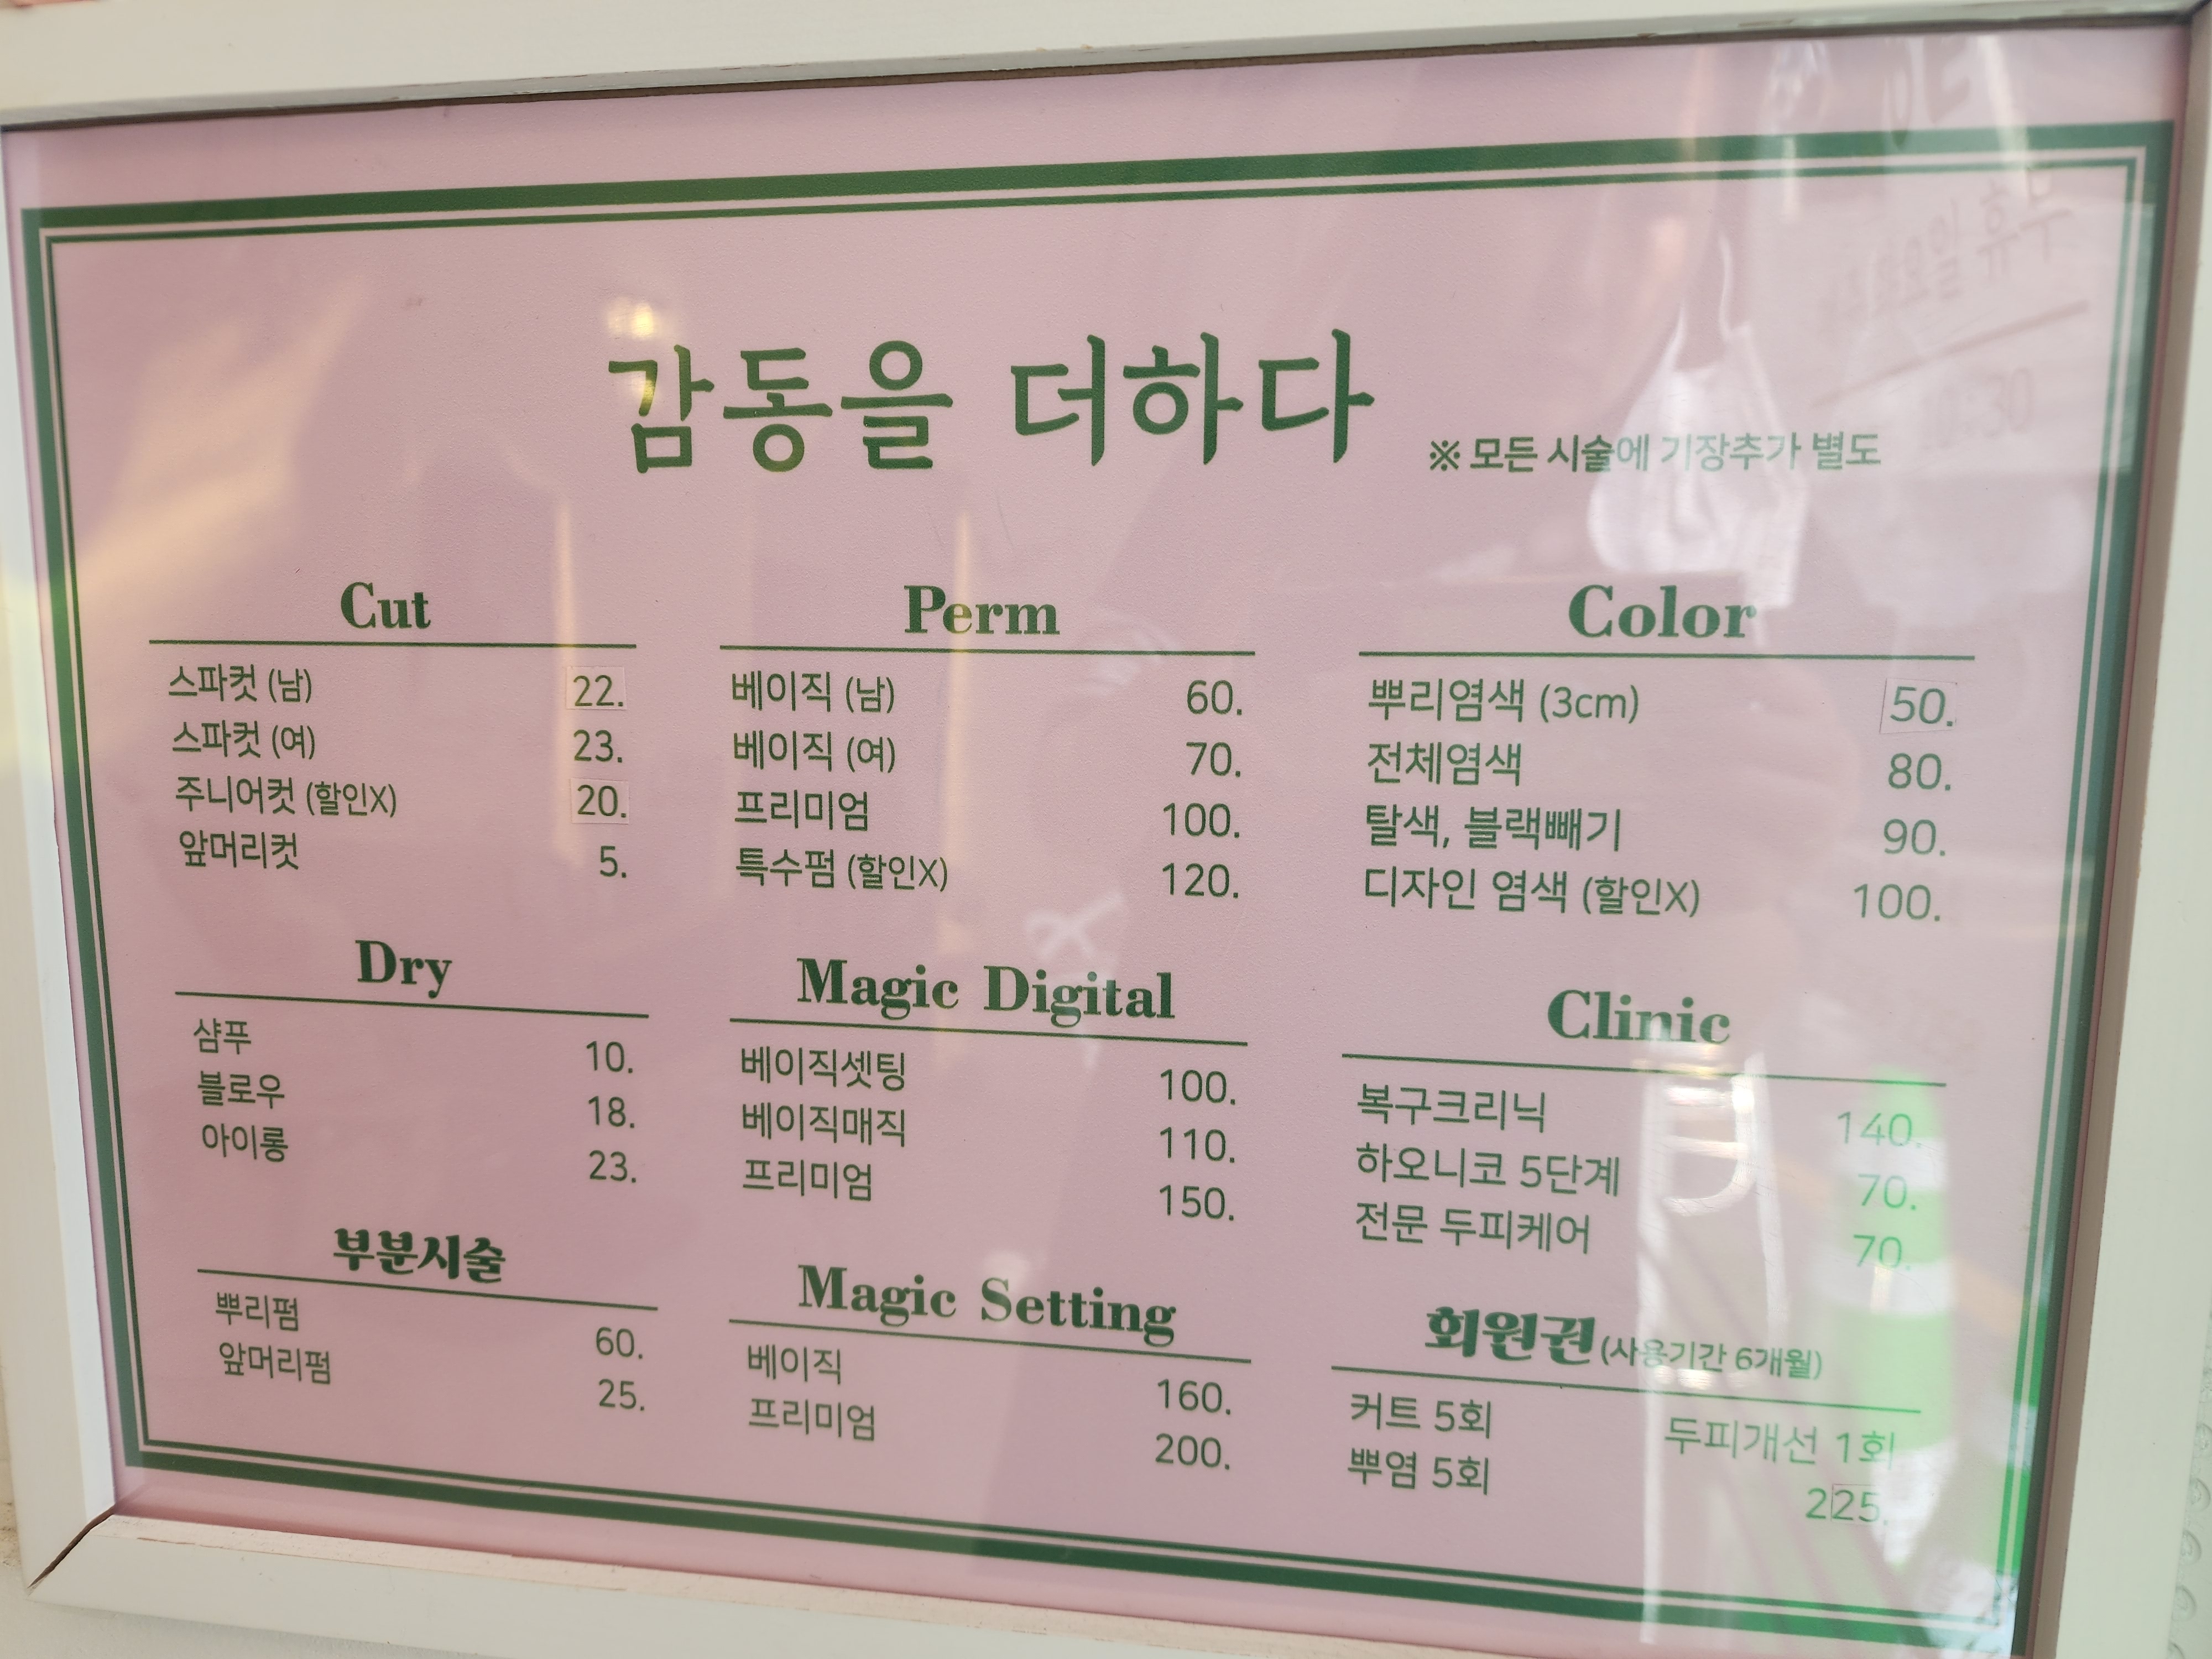 감동을 더하다
※ 모든 시술에 기장추가 별도
Cut
스파컷 (남) 22.
스파컷 (여) 23.
주니어컷 (할인X) 20.
앞머리컷 5.
Perm
베이직 (남) 60.
베이직 (여) 70.
프리미엄 100.
특수펌 (할인X) 120.
Color
뿌리염색 (3cm) 50.
전체염색 80.
탈색, 블랙빼기 90.
디자인 염색 (할인X) 100.
Dry
샴푸 10.
블로우 18.
아이롱 23.
Magic Digital
베이직셋팅 100.
베이직매직 110.
프리미엄 150.
Clinic
복구크리닉 140.
하오니코 5단계 70.
전문 두피케어 70.
부분시술
뿌리펌 60.
앞머리펌 25.
Magic Setting
베이직 160.
프리미엄 200.
회원권 (사용기간 6개월)
커트 5회 두피개선 1회
뿌염 5회 225.